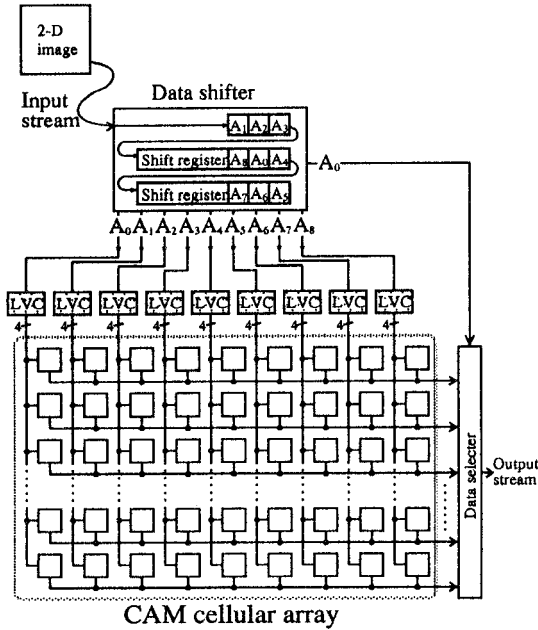 2-D
image
Input
stream
Data shifter
A1 A2 A3
Shift register A8 A0 A4
Shift register A7 A6 A5
A0
A0 A1 A2 A3 A4 A5 A6 A7 A8
LVC LVC LVC LVC LVC LVC LVC LVC LVC
4 4 4 4 4 4 4 4 4
Data selecter
Output
stream
CAM cellular array